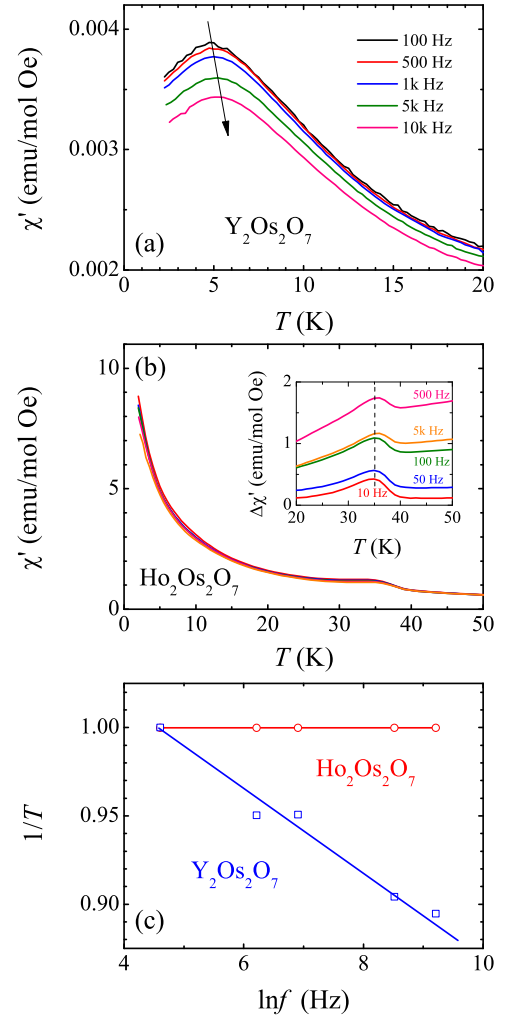 0.004
0.003
0.002
χ' (emu/mol Oe)
100 Hz
500 Hz
1k Hz
5k Hz
10k Hz
(a)
Y₂Os₂O₇
0 5 10 15 20
T (K)
10
5
0
χ' (emu/mol Oe)
(b)
2
1
0
Δχ' (emu/mol Oe)
500 Hz
5k Hz
100 Hz
50 Hz
10 Hz
20 30 40 50
T (K)
Ho₂Os₂O₇
0 10 20 30 40 50
T (K)
1.00
0.95
0.90
1/T
Ho₂Os₂O₇
Y₂Os₂O₇
(c)
4 6 8 10
lnf (Hz)